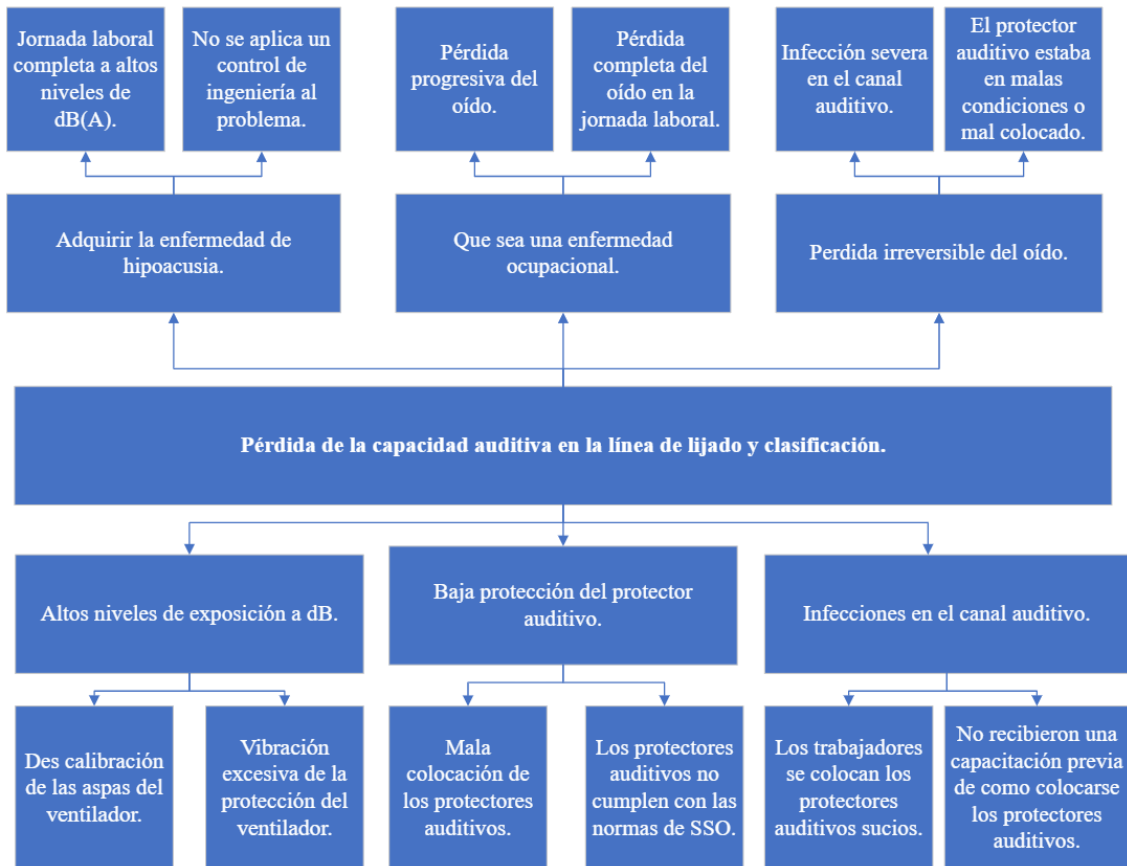 Jornada laboral
completa a altos
niveles de
dB(A).
No se aplica un
control de
ingeniería al
problema.
Pérdida
progresiva del
oído.
Pérdida
completa del
oído en la
jornada laboral.
Infección severa
en el canal
auditivo.
El protector
auditivo estaba
en malas
condiciones o
mal colocado.
Adquirir la enfermedad de
hipoacusia.
Que sea una enfermedad
ocupacional.
Perdida irreversible del oído.
Pérdida de la capacidad auditiva en la línea de lijado y clasificación.
Altos niveles de exposición a dB.
Baja protección del protector
auditivo.
Infecciones en el canal auditivo.
Des calibración
de las aspas del
ventilador.
Vibración
excesiva de la
protección del
ventilador.
Mala
colocación de
los protectores
auditivos.
Los protectores
auditivos no
cumplen con las
normas de SSO.
Los trabajadores
se colocan los
protectores
auditivos sucios.
No recibieron una
capacitación previa
de como colocarse
los protectores
auditivos.